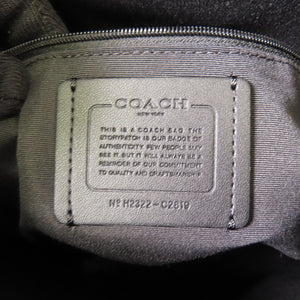 COACH
NEW YORK
THIS IS A COACH BAG. THE
STORYPATCH IS OUR BADGE OF
AUTHENTICITY. FEW PEOPLE MAY
SEE IT. BUT IT WILL ALWAYS BE A
REMINDER OF OUR COMMITMENT
TO QUALITY AND CRAFTSMANSHIP.
Nº H2322-C2619